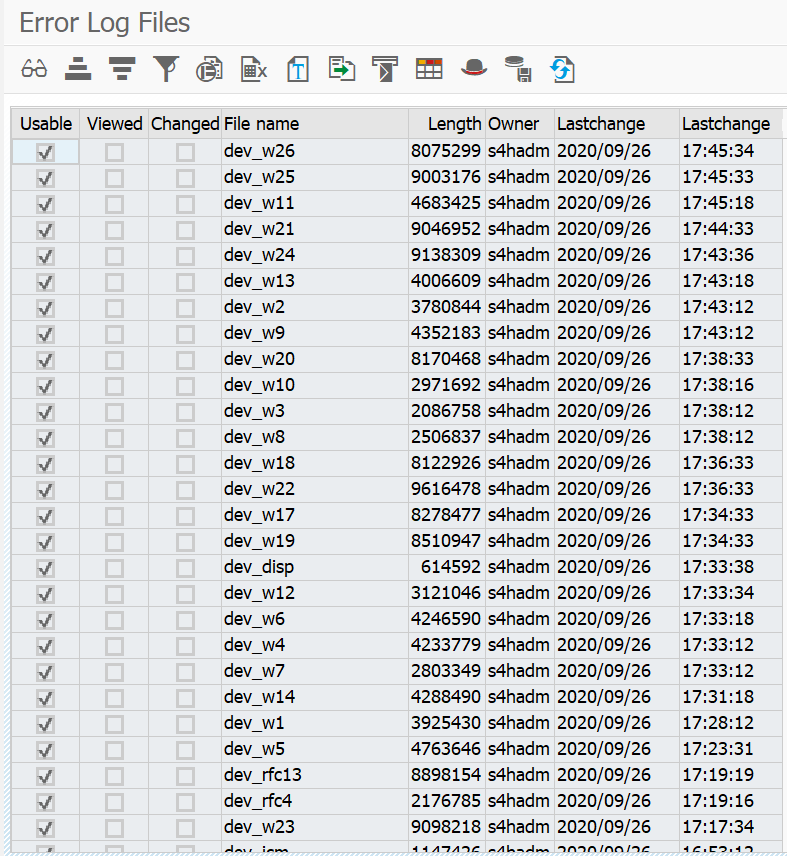 Error Log Files
Usable Viewed Changed File name Length Owner Lastchange Lastchange
dev_w26 8075299 s4hadm 2020/09/26 17:45:34
dev_w25 9003176 s4hadm 2020/09/26 17:45:33
dev_w11 4683425 s4hadm 2020/09/26 17:45:18
dev_w21 9046952 s4hadm 2020/09/26 17:44:33
dev_w24 9138309 s4hadm 2020/09/26 17:43:36
dev_w13 4006609 s4hadm 2020/09/26 17:43:18
dev_w2 3780844 s4hadm 2020/09/26 17:43:12
dev_w9 4352183 s4hadm 2020/09/26 17:43:12
dev_w20 8170468 s4hadm 2020/09/26 17:38:33
dev_w10 2971692 s4hadm 2020/09/26 17:38:16
dev_w3 2086758 s4hadm 2020/09/26 17:38:12
dev_w8 2506837 s4hadm 2020/09/26 17:38:12
dev_w18 8122926 s4hadm 2020/09/26 17:36:33
dev_w22 9616478 s4hadm 2020/09/26 17:36:33
dev_w17 8278477 s4hadm 2020/09/26 17:34:33
dev_w19 8510947 s4hadm 2020/09/26 17:34:33
dev_disp 614592 s4hadm 2020/09/26 17:33:38
dev_w12 3121046 s4hadm 2020/09/26 17:33:34
dev_w6 4246590 s4hadm 2020/09/26 17:33:18
dev_w4 4233779 s4hadm 2020/09/26 17:33:12
dev_w7 2803349 s4hadm 2020/09/26 17:33:12
dev_w14 4288490 s4hadm 2020/09/26 17:31:18
dev_w1 3925430 s4hadm 2020/09/26 17:28:12
dev_w5 4763646 s4hadm 2020/09/26 17:23:31
dev_rfc13 8898154 s4hadm 2020/09/26 17:19:19
dev_rfc4 2176785 s4hadm 2020/09/26 17:19:16
dev_w23 9098218 s4hadm 2020/09/26 17:17:34